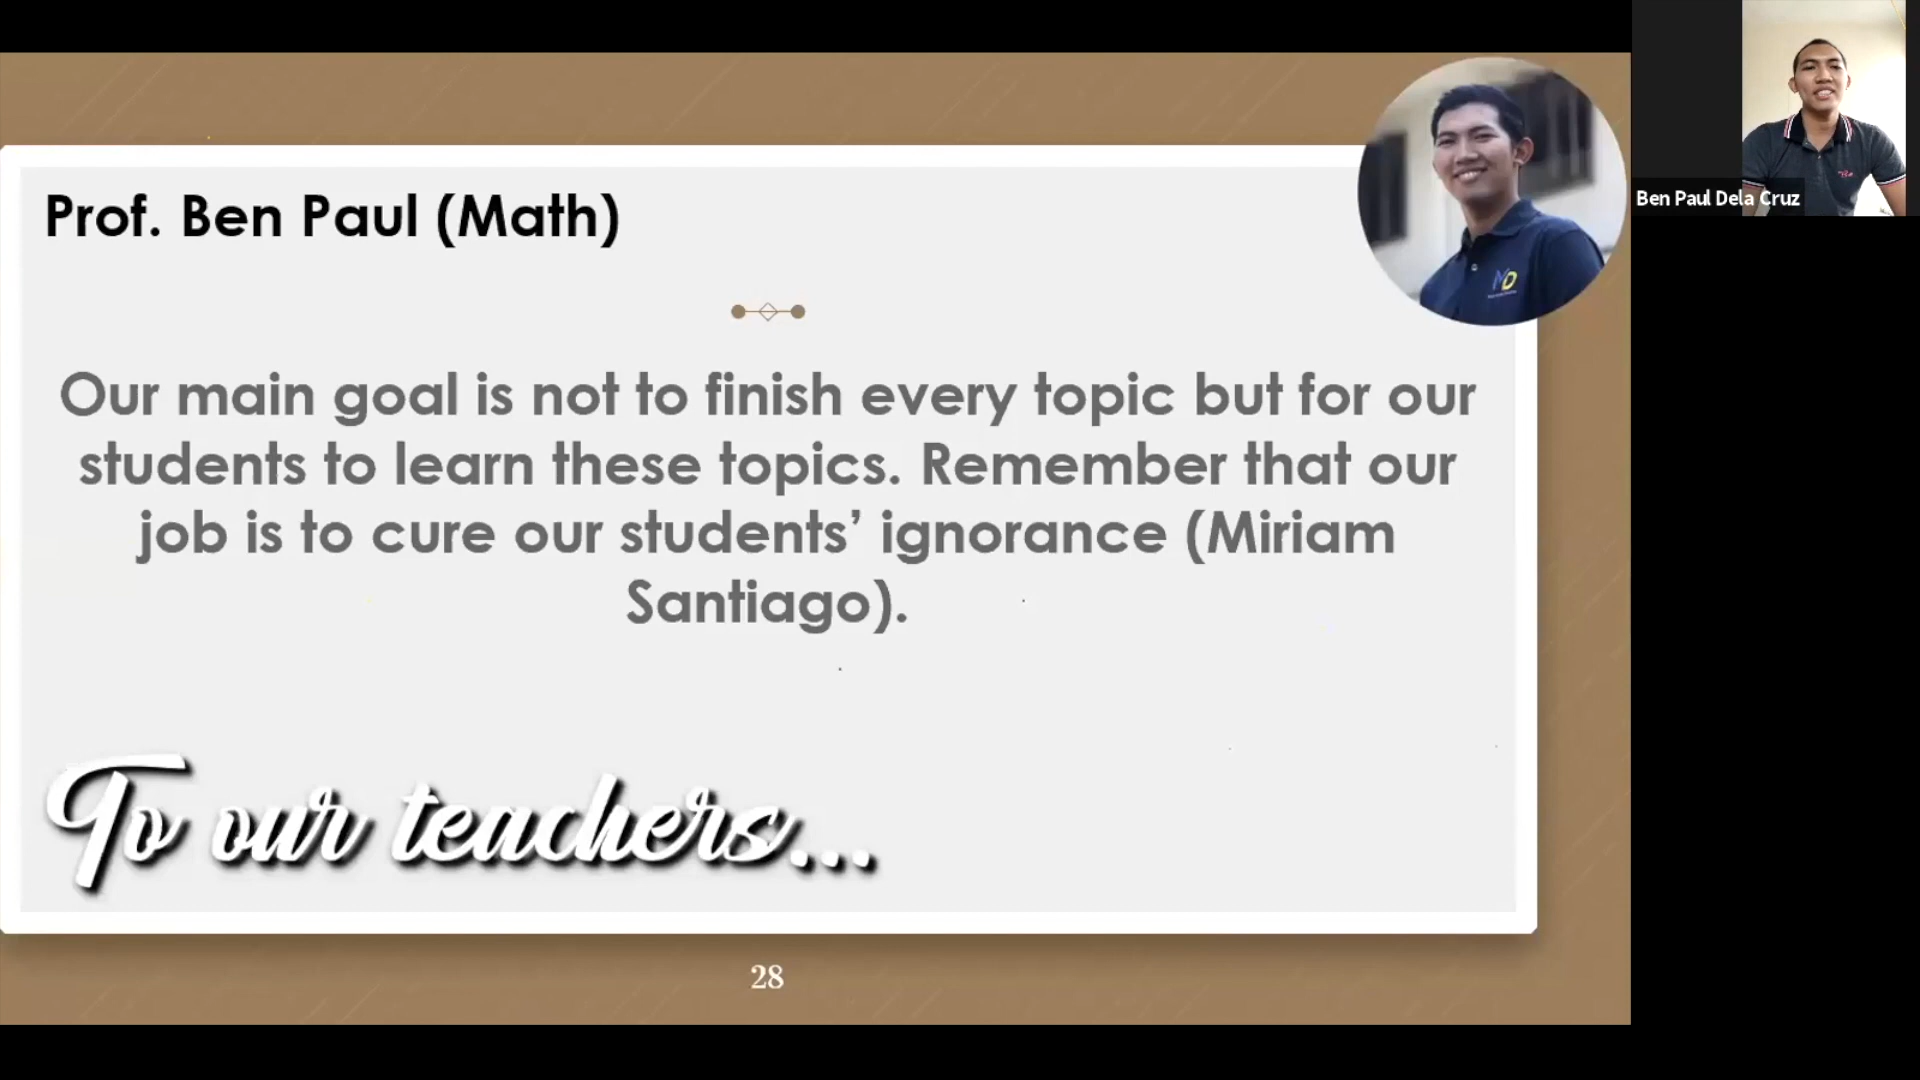 Prof. Ben Paul (Math)
Our main goal is not to finish every topic but for our
students to learn these topics. Remember that our
job is to cure our students’ ignorance (Miriam
Santiago).
To our teachers...
28
Ben Paul Dela Cruz
MD